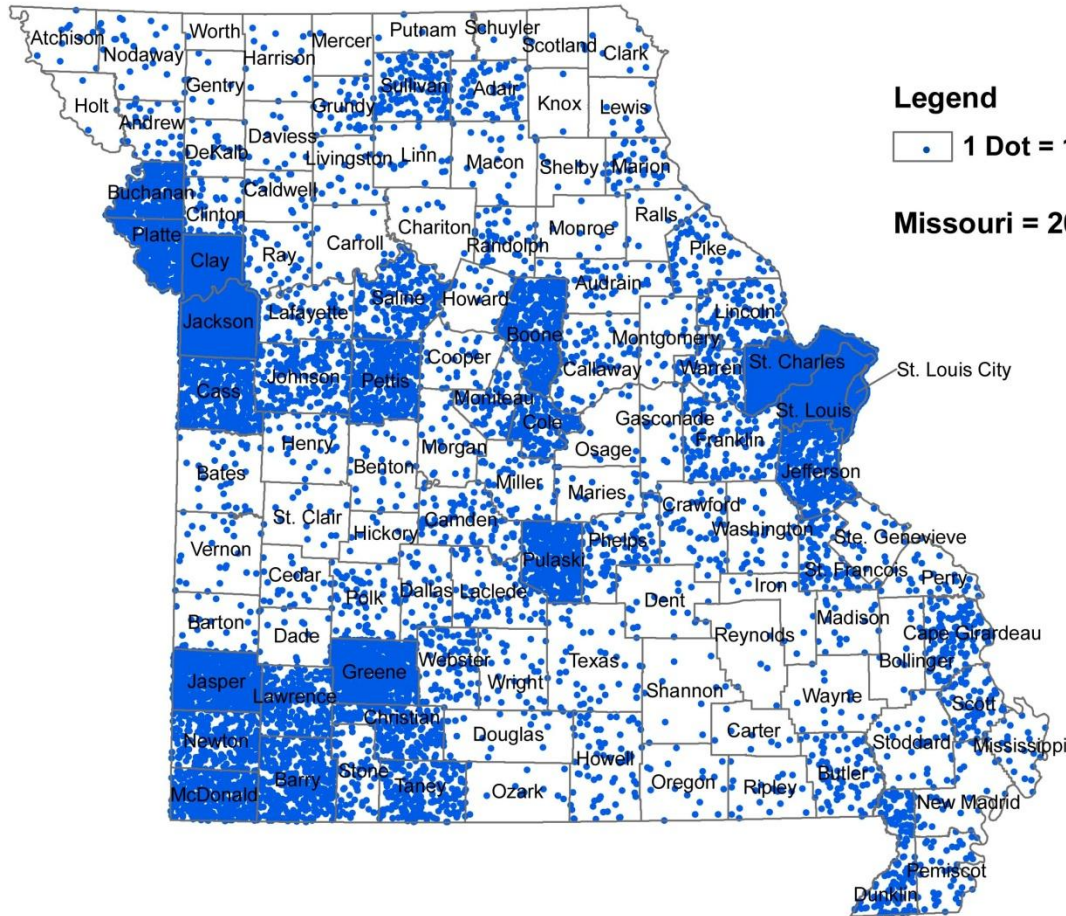 Atchison
Nodaway
Worth
Harrison
Mercer
Putnam
Schuyler
Scotland
Clark
Gentry
Sullivan
Adair
Knox
Lewis
Holt
Andrew
Grundy
Daviess
DeKalb
Livingston
Linn
Macon
Shelby
Marion
Buchanan
Clinton
Caldwell
Chariton
Randolph
Monroe
Ralls
Platte
Clay
Ray
Carroll
Pike
Audrain
Jackson
Lafayette
Saline
Howard
Boone
Lincoln
Montgomery
Cooper
Callaway
Warren
St. Charles
St. Louis City
Cass
Johnson
Pettis
Moniteau
Cole
Gasconade
St. Louis
Henry
Morgan
Osage
Franklin
Bates
Benton
Miller
Maries
Jefferson
St. Clair
Hickory
Camden
Crawford
Washington
Vernon
Pulaski
Phelps
Ste. Genevieve
Cedar
Polk
Dallas
Laclede
Dent
Iron
St. Francois
Perry
Barton
Dade
Madison
Reynolds
Cape Girardeau
Bollinger
Jasper
Lawrence
Greene
Webster
Wright
Texas
Shannon
Wayne
Scott
Newton
Christian
Douglas
Howell
Carter
Stoddard
Mississippi
McDonald
Barry
Stone
Taney
Ozark
Oregon
Ripley
Butler
New Madrid
Dunklin
Pemiscot
Legend
1 Dot = 1
Missouri = 20